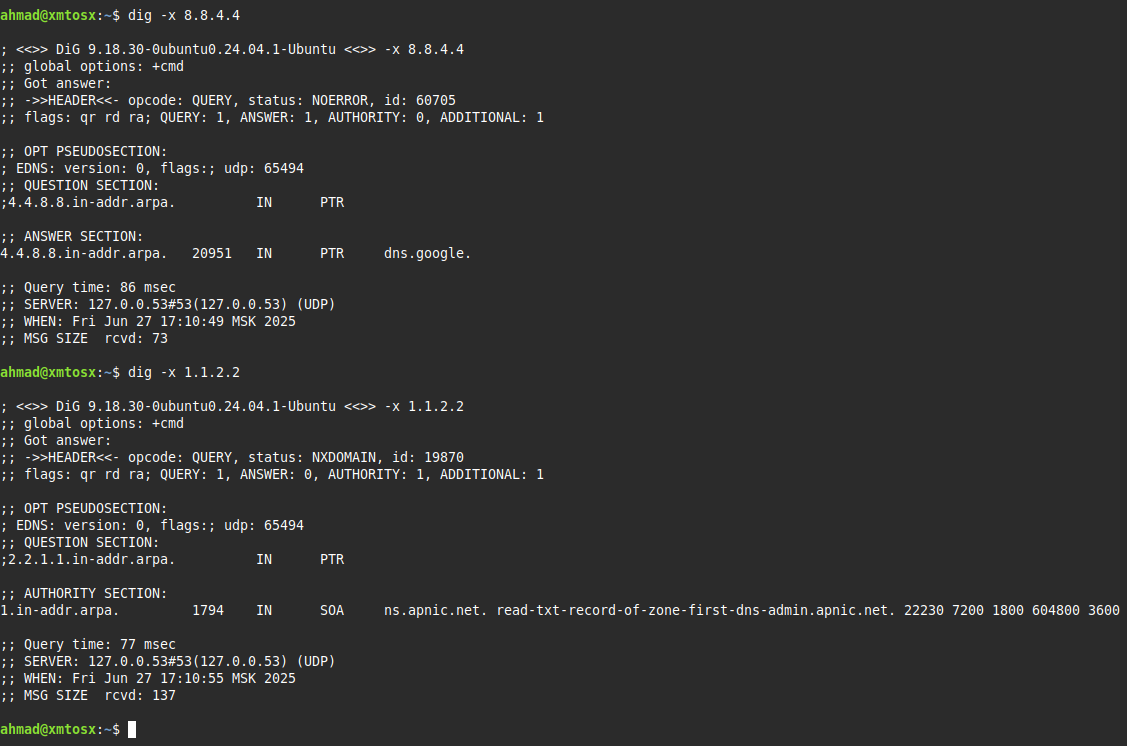 ahmad@xmtosx:~$ dig -x 8.8.4.4

; <<>> DiG 9.18.30-0ubuntu0.24.04.1-Ubuntu <<>> -x 8.8.4.4
;; global options: +cmd
;; Got answer:
;; ->>HEADER<<- opcode: QUERY, status: NOERROR, id: 60705
;; flags: qr rd ra; QUERY: 1, ANSWER: 1, AUTHORITY: 0, ADDITIONAL: 1

;; OPT PSEUDOSECTION:
; EDNS: version: 0, flags:; udp: 65494
;; QUESTION SECTION:
;4.4.8.8.in-addr.arpa.          IN      PTR

;; ANSWER SECTION:
4.4.8.8.in-addr.arpa.   20951   IN      PTR     dns.google.

;; Query time: 86 msec
;; SERVER: 127.0.0.53#53(127.0.0.53) (UDP)
;; WHEN: Fri Jun 27 17:10:49 MSK 2025
;; MSG SIZE  rcvd: 73

ahmad@xmtosx:~$ dig -x 1.1.2.2

; <<>> DiG 9.18.30-0ubuntu0.24.04.1-Ubuntu <<>> -x 1.1.2.2
;; global options: +cmd
;; Got answer:
;; ->>HEADER<<- opcode: QUERY, status: NXDOMAIN, id: 19870
;; flags: qr rd ra; QUERY: 1, ANSWER: 0, AUTHORITY: 1, ADDITIONAL: 1

;; OPT PSEUDOSECTION:
; EDNS: version: 0, flags:; udp: 65494
;; QUESTION SECTION:
;2.2.1.1.in-addr.arpa.          IN      PTR

;; AUTHORITY SECTION:
1.in-addr.arpa.         1794    IN      SOA     ns.apnic.net. read-txt-record-of-zone-first-dns-admin.apnic.net. 22230 7200 1800 604800 3600

;; Query time: 77 msec
;; SERVER: 127.0.0.53#53(127.0.0.53) (UDP)
;; WHEN: Fri Jun 27 17:10:55 MSK 2025
;; MSG SIZE  rcvd: 137

ahmad@xmtosx:~$